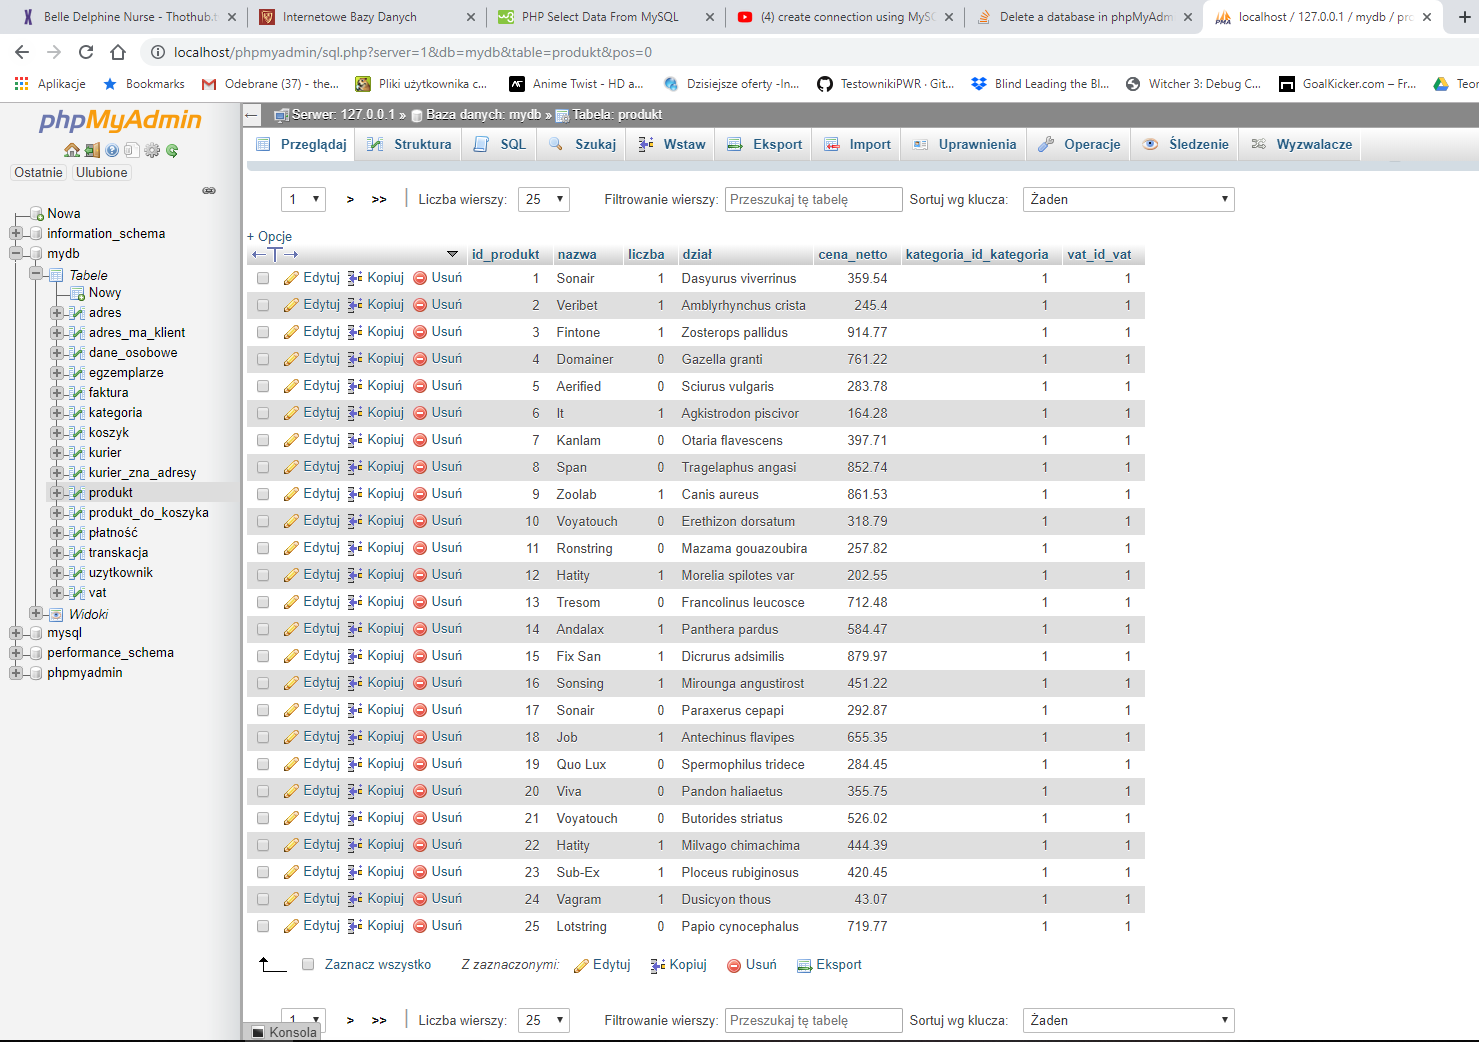 Belle Delphine Nurse - Thothub.t
Internetowe Bazy Danych
PHP Select Data From MySQL
(4) create connection using MySQ
Delete a database in phpMyAdm
localhost / 127.0.0.1 / mydb / pro
localhost/phpmyadmin/sql.php?server=1&db=mydb&table=produkt&pos=0
Aplikacje
Bookmarks
Odebrane (37) - the...
Pliki użytkownika c...
Anime Twist - HD a...
Dzisiejsze oferty -In...
TestownikiPWR · Git...
Blind Leading the Bl...
Witcher 3: Debug C...
GoalKicker.com – Fr...
Teor
phpMyAdmin
Ostatnie Ulubione
Nowa
information_schema
mydb
Tabele
Nowy
adres
adres_ma_klient
dane_osobowe
egzemplarze
faktura
kategoria
koszyk
kurier
kurier_zna_adresy
produkt
produkt_do_koszyka
płatność
transkacja
uzytkownik
vat
Widoki
mysql
performance_schema
phpmyadmin
Serwer: 127.0.0.1 » Baza danych: mydb » Tabela: produkt
Przeglądaj Struktura SQL Szukaj Wstaw Eksport Import Uprawnienia Operacje Śledzenie Wyzwalacze
1 > >> Liczba wierszy: 25 Filtrowanie wierszy: Przeszukaj tę tabelę Sortuj wg klucza: Żaden
+ Opcje
id_produkt nazwa liczba dział cena_netto kategoria_id_kategoria vat_id_vat
Edytuj Kopiuj Usuń 1 Sonair 1 Dasyurus viverrinus 359.54 1 1
Edytuj Kopiuj Usuń 2 Veribet 1 Amblyrhynchus crista 245.4 1 1
Edytuj Kopiuj Usuń 3 Fintone 1 Zosterops pallidus 914.77 1 1
Edytuj Kopiuj Usuń 4 Domainer 0 Gazella granti 761.22 1 1
Edytuj Kopiuj Usuń 5 Aerified 0 Sciurus vulgaris 283.78 1 1
Edytuj Kopiuj Usuń 6 It 1 Agkistrodon piscivor 164.28 1 1
Edytuj Kopiuj Usuń 7 Kanlam 0 Otaria flavescens 397.71 1 1
Edytuj Kopiuj Usuń 8 Span 0 Tragelaphus angasi 852.74 1 1
Edytuj Kopiuj Usuń 9 Zoolab 1 Canis aureus 861.53 1 1
Edytuj Kopiuj Usuń 10 Voyatouch 0 Erethizon dorsatum 318.79 1 1
Edytuj Kopiuj Usuń 11 Ronstring 0 Mazama gouazoubira 257.82 1 1
Edytuj Kopiuj Usuń 12 Hatity 1 Morelia spilotes var 202.55 1 1
Edytuj Kopiuj Usuń 13 Tresom 0 Francolinus leucosce 712.48 1 1
Edytuj Kopiuj Usuń 14 Andalax 1 Panthera pardus 584.47 1 1
Edytuj Kopiuj Usuń 15 Fix San 1 Dicrurus adsimilis 879.97 1 1
Edytuj Kopiuj Usuń 16 Sonsing 1 Mirounga angustirost 451.22 1 1
Edytuj Kopiuj Usuń 17 Sonair 0 Paraxerus cepapi 292.87 1 1
Edytuj Kopiuj Usuń 18 Job 1 Antechinus flavipes 655.35 1 1
Edytuj Kopiuj Usuń 19 Quo Lux 0 Spermophilus tridece 284.45 1 1
Edytuj Kopiuj Usuń 20 Viva 0 Pandon haliaetus 355.75 1 1
Edytuj Kopiuj Usuń 21 Voyatouch 0 Butorides striatus 526.02 1 1
Edytuj Kopiuj Usuń 22 Hatity 1 Milvago chimachima 444.39 1 1
Edytuj Kopiuj Usuń 23 Sub-Ex 1 Ploceus rubiginosus 420.45 1 1
Edytuj Kopiuj Usuń 24 Vagram 1 Dusicyon thous 43.07 1 1
Edytuj Kopiuj Usuń 25 Lotstring 0 Papio cynocephalus 719.77 1 1
Zaznacz wszystko Z zaznaczonymi: Edytuj Kopiuj Usuń Eksport
1 > >> Liczba wierszy: 25 Filtrowanie wierszy: Przeszukaj tę tabelę Sortuj wg klucza: Żaden
Konsola